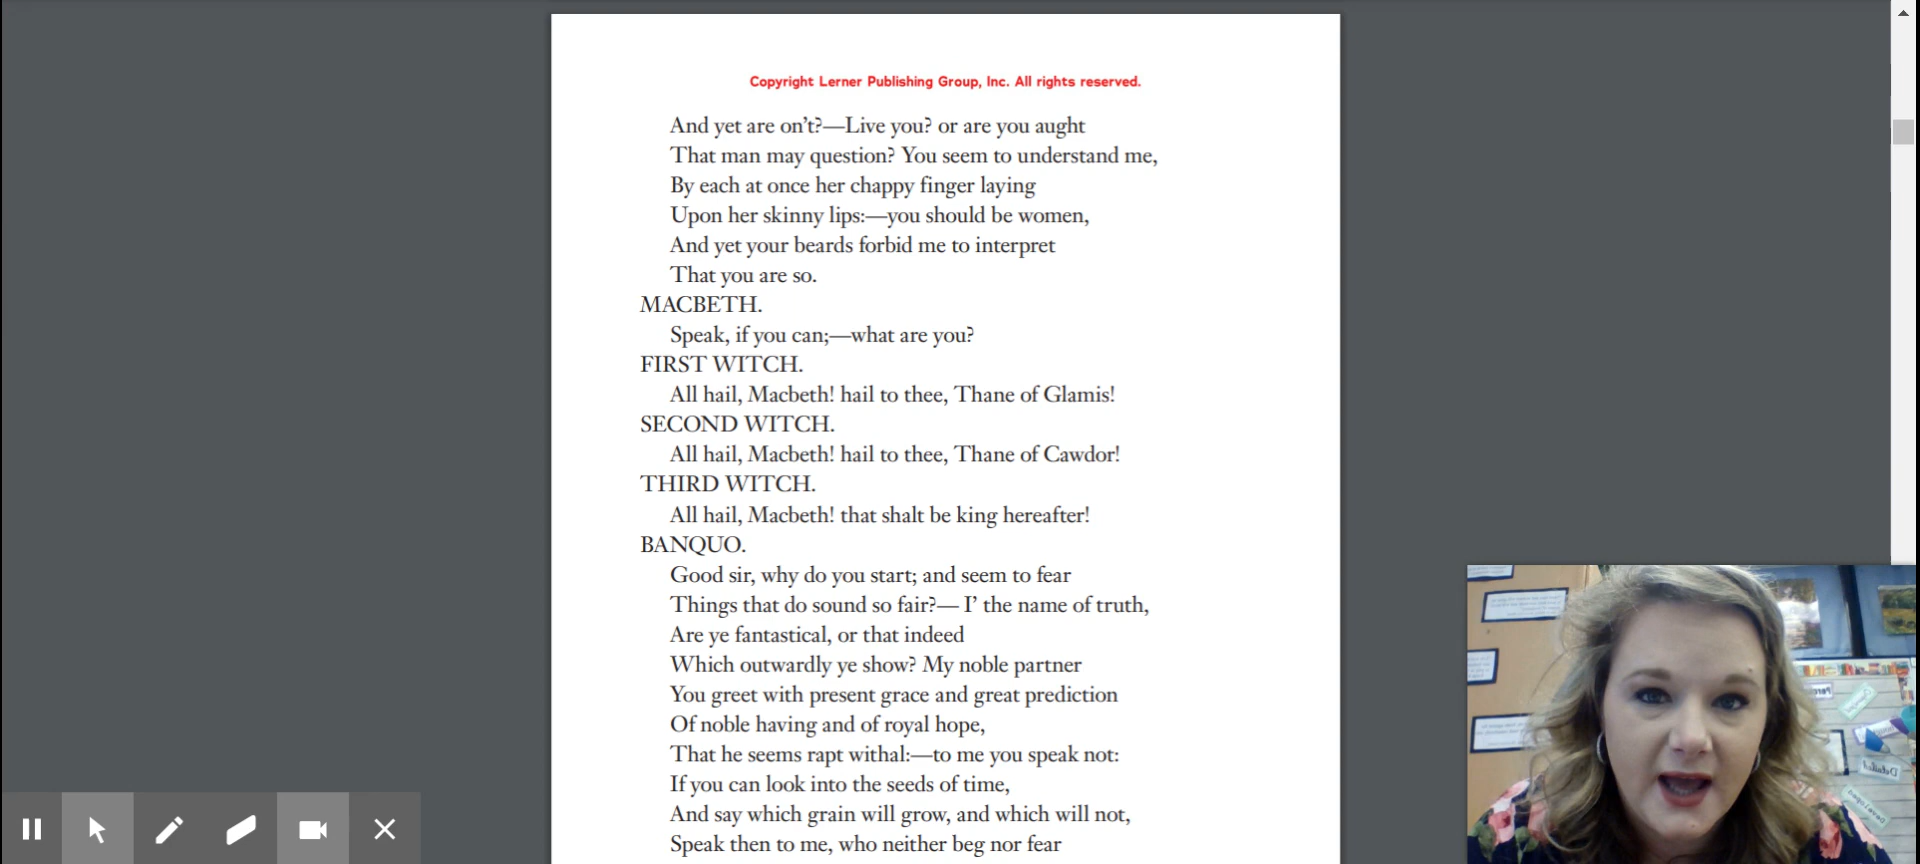 Copyright Lerner Publishing Group, Inc. All rights reserved.
And yet are on’t?—Live you? or are you aught
That man may question? You seem to understand me,
By each at once her chappy finger laying
Upon her skinny lips:—you should be women,
And yet your beards forbid me to interpret
That you are so.
MACBETH.
Speak, if you can;—what are you?
FIRST WITCH.
All hail, Macbeth! hail to thee, Thane of Glamis!
SECOND WITCH.
All hail, Macbeth! hail to thee, Thane of Cawdor!
THIRD WITCH.
All hail, Macbeth! that shalt be king hereafter!
BANQUO.
Good sir, why do you start; and seem to fear
Things that do sound so fair?— I’ the name of truth,
Are ye fantastical, or that indeed
Which outwardly ye show? My noble partner
You greet with present grace and great prediction
Of noble having and of royal hope,
That he seems rapt withal:—to me you speak not:
If you can look into the seeds of time,
And say which grain will grow, and which will not,
Speak then to me, who neither beg nor fear
Detailed